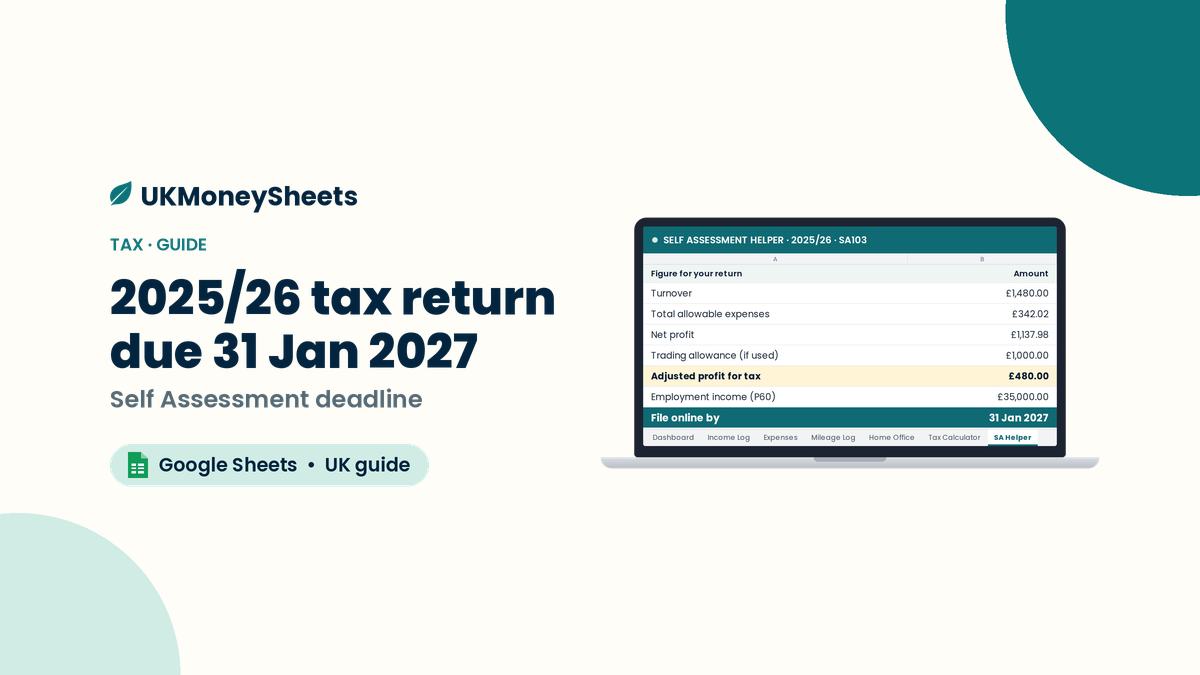 UKMoneySheets
TAX · GUIDE
2025/26 tax return
due 31 Jan 2027
Self Assessment deadline
Google Sheets • UK guide
SELF ASSESSMENT HELPER · 2025/26 · SA103
A B
Figure for your return Amount
Turnover £1,480.00
Total allowable expenses £342.02
Net profit £1,137.98
Trading allowance (if used) £1,000.00
Adjusted profit for tax £480.00
Employment income (P60) £35,000.00
File online by 31 Jan 2027
Dashboard Income Log Expenses Mileage Log Home Office Tax Calculator SA Helper